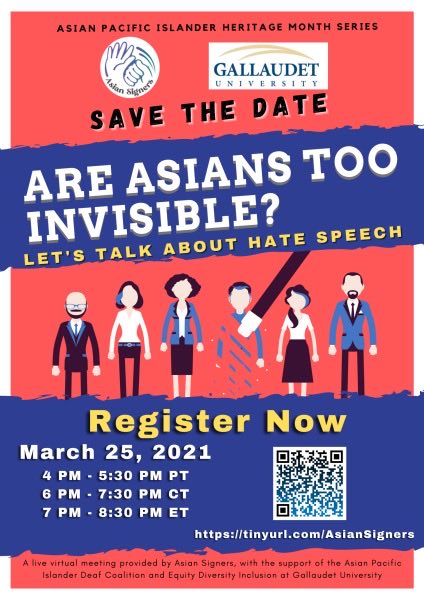 ASIAN PACIFIC ISLANDER HERITAGE MONTH SERIES
Asian Signers
GALLAUDET
UNIVERSITY
SAVE THE DATE
ARE ASIANS TOO
INVISIBLE?
LET'S TALK ABOUT HATE SPEECH
Register Now
March 25, 2021
4 PM - 5:30 PM PT
6 PM - 7:30 PM CT
7 PM - 8:30 PM ET
https://tinyurl.com/AsianSigners
A live virtual meeting provided by Asian Signers, with the support of the Asian Pacific
Islander Deaf Coalition and Equity Diversity Inclusion at Gallaudet University